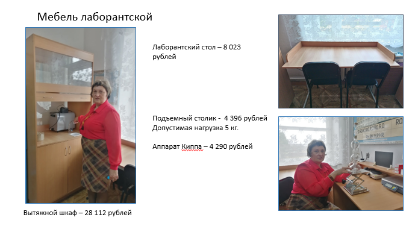 Мебель лаборантской
Лаборантский стол – 8 023
рублей
Подъемный столик - 4 396 рублей
Допустимая нагрузка 5 кг.
Аппарат Киппа – 4 290 рублей
Вытяжной шкаф – 28 112 рублей